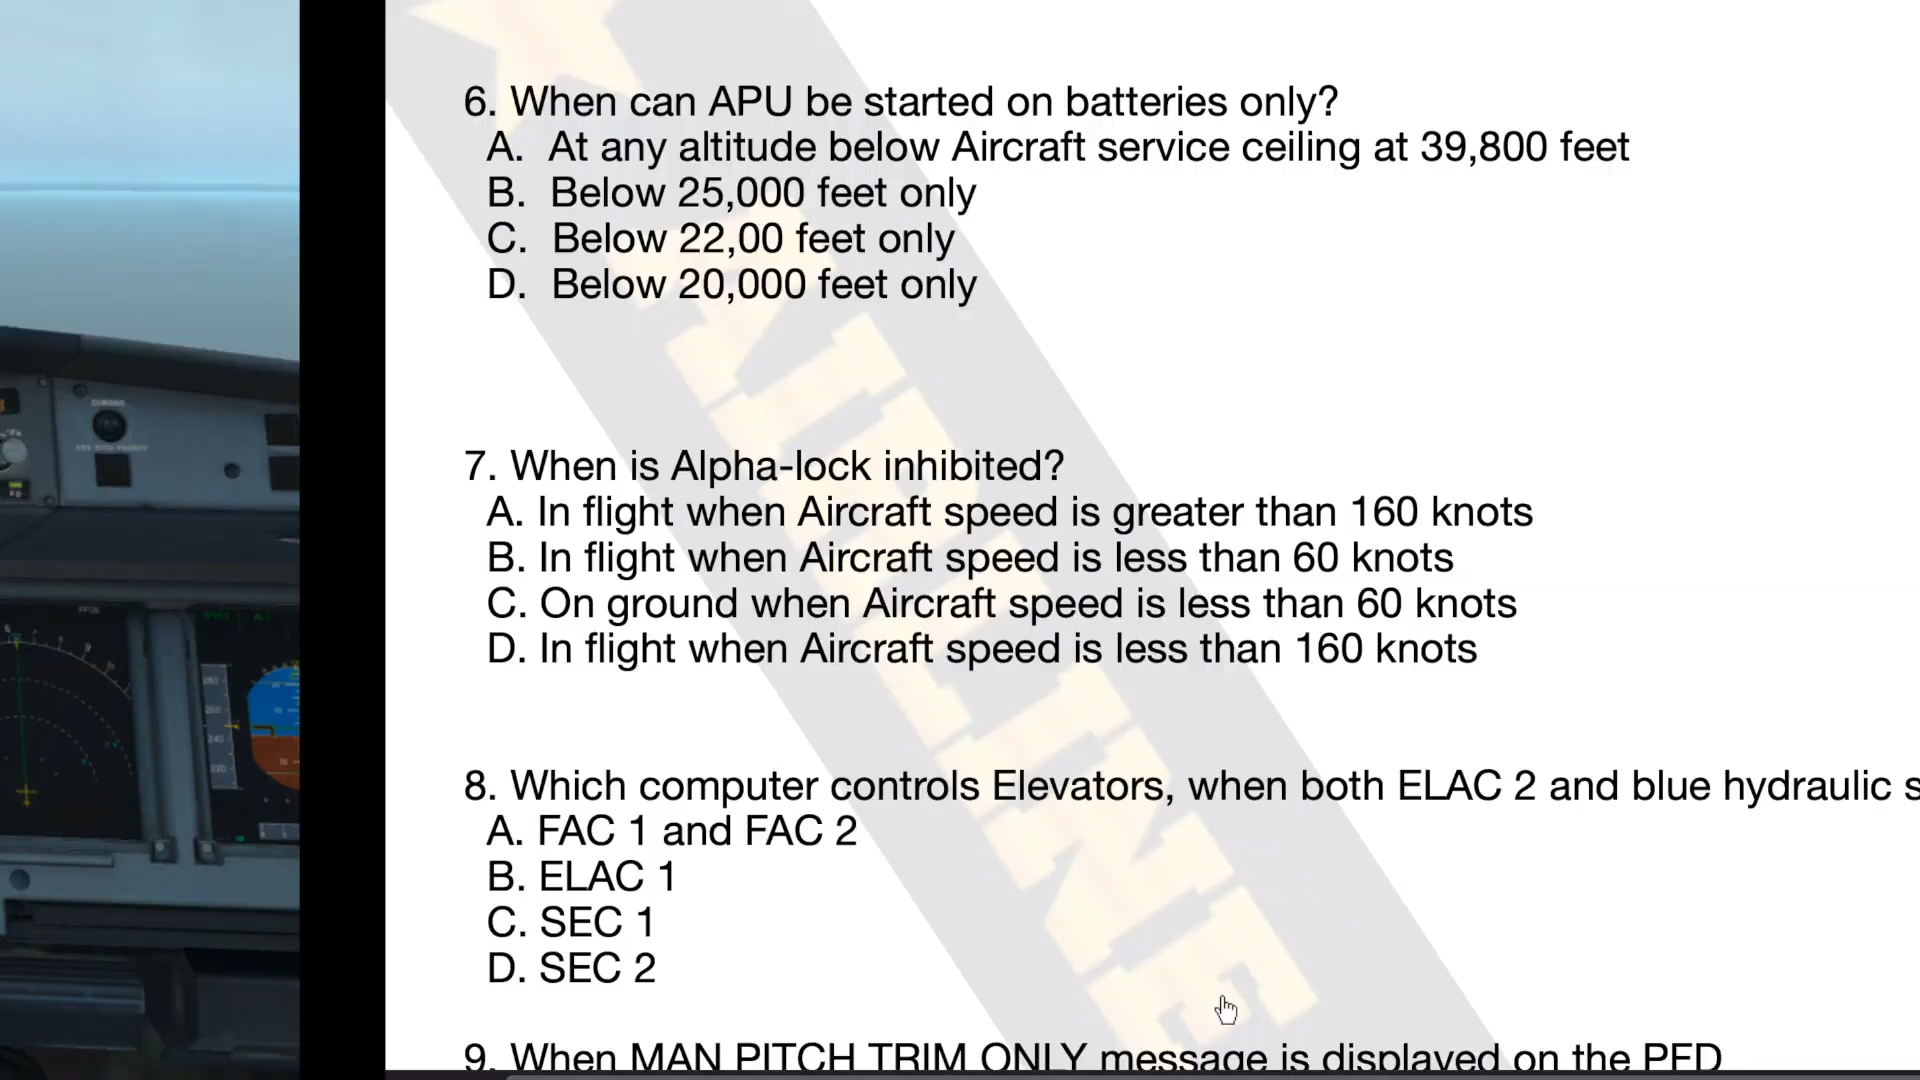 6. When can APU be started on batteries only?
A. At any altitude below Aircraft service ceiling at 39,800 feet
B. Below 25,000 feet only
C. Below 22,00 feet only
D. Below 20,000 feet only
7. When is Alpha-lock inhibited?
A. In flight when Aircraft speed is greater than 160 knots
B. In flight when Aircraft speed is less than 60 knots
C. On ground when Aircraft speed is less than 60 knots
D. In flight when Aircraft speed is less than 160 knots
8. Which computer controls Elevators, when both ELAC 2 and blue hydraulic s
A. FAC 1 and FAC 2
B. ELAC 1
C. SEC 1
D. SEC 2
9. When MAN PITCH TRIM ONLY message is displayed on the PFD
AIRLINE